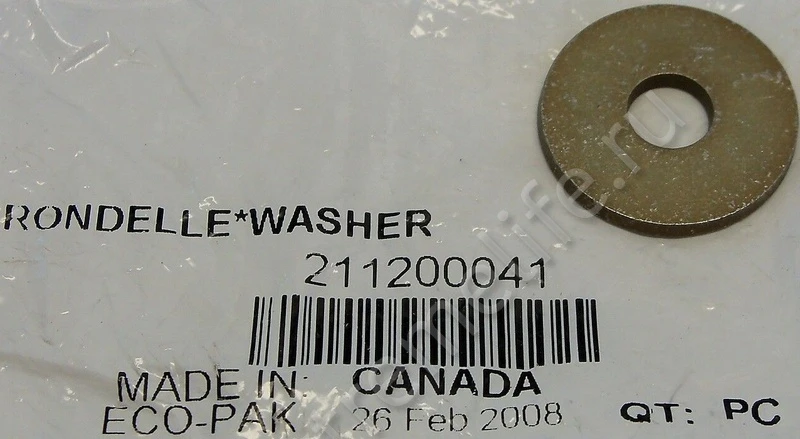 RONDELLE*WASHER
211200041
MADE IN: CANADA
ECO-PAK 26 Feb 2008 QT: PC